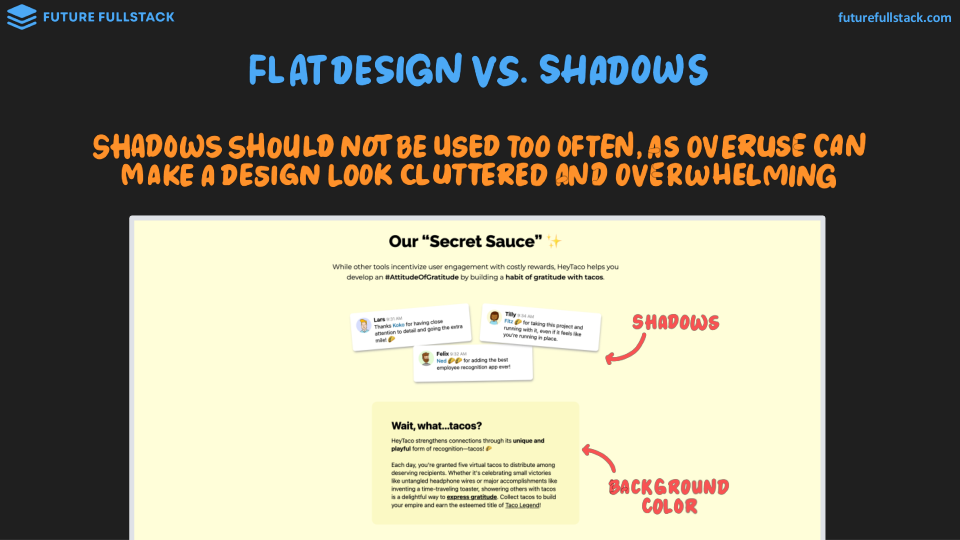 FUTURE FULLSTACK
futurefullstack.com
FLAT DESIGN VS. SHADOWS
SHADOWS SHOULD NOT BE USED TOO OFTEN, AS OVERUSE CAN
MAKE A DESIGN LOOK CLUTTERED AND OVERWHELMING
Our “Secret Sauce” ✨
While other tools incentivize user engagement with costly rewards, HeyTaco helps you
develop an #AttitudeOfGratitude by building a habit of gratitude with tacos.
Lars 9:31 AM
Thanks Koko for having close
attention to detail and going the extra
mile! 🌮
Tilly 9:34 AM
Fitz 🌮 for taking this project and
running with it, even if it feels like
you're running in place.
SHADOWS
Felix 9:32 AM
Ned 🌮🌮 for adding the best
employee recognition app ever!
Wait, what...tacos?
HeyTaco strengthens connections through its unique and
playful form of recognition—tacos! 🌮
Each day, you're granted five virtual tacos to distribute among
deserving recipients. Whether it's celebrating small victories
like untangled headphone wires or major accomplishments like
inventing a time-traveling toaster, showering others with tacos
is a delightful way to express gratitude. Collect tacos to build
your empire and earn the esteemed title of Taco Legend!
BACKGROUND
COLOR